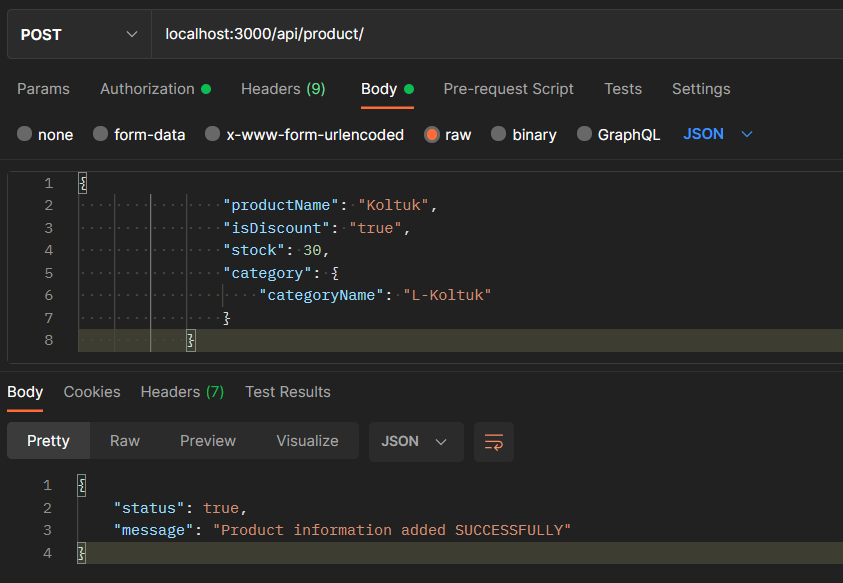 POST localhost:3000/api/product/
Params Authorization Headers (9) Body Pre-request Script Tests Settings
none form-data x-www-form-urlencoded raw binary GraphQL JSON
1 {
2 "productName": "Koltuk",
3 "isDiscount": "true",
4 "stock": 30,
5 "category": {
6 "categoryName": "L-Koltuk"
7 }
8 }
Body Cookies Headers (7) Test Results
Pretty Raw Preview Visualize JSON
1 {
2 "status": true,
3 "message": "Product information added SUCCESSFULLY"
4 }